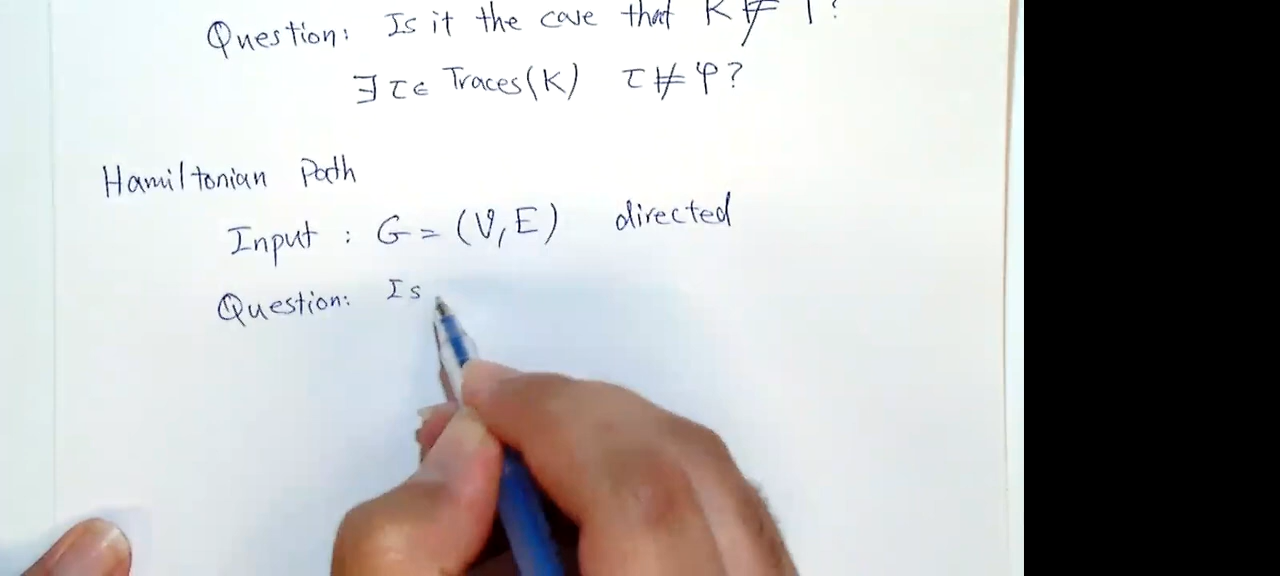 Question: Is it the case that K ⊭
∃ τ ∈ Traces(K) τ ⊭ φ?
Hamiltonian Path
Input : G = (V, E) directed
Question: Is